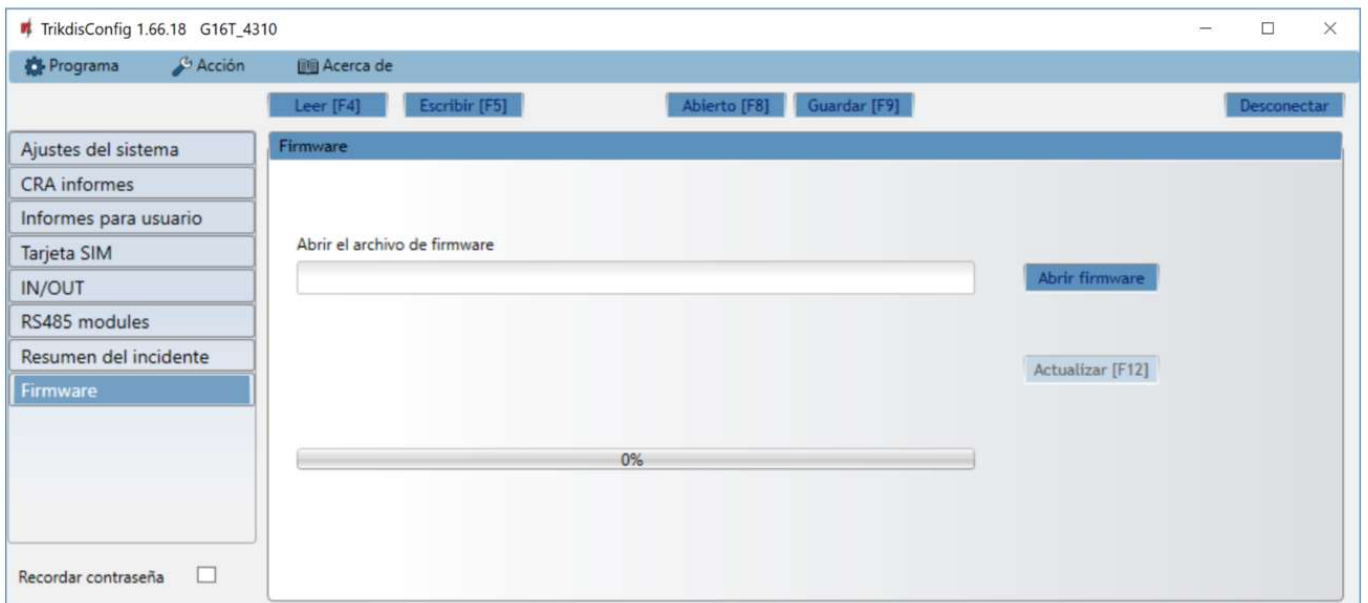 TrikdisConfig 1.66.18 G16T_4310
Programa Acción Acerca de
Leer [F4] Escribir [F5] Abierto [F8] Guardar [F9] Desconectar
Ajustes del sistema
CRA informes
Informes para usuario
Tarjeta SIM
IN/OUT
RS485 modules
Resumen del incidente
Firmware
Recordar contraseña
Firmware
Abrir el archivo de firmware
Abrir firmware
Actualizar [F12]
0%